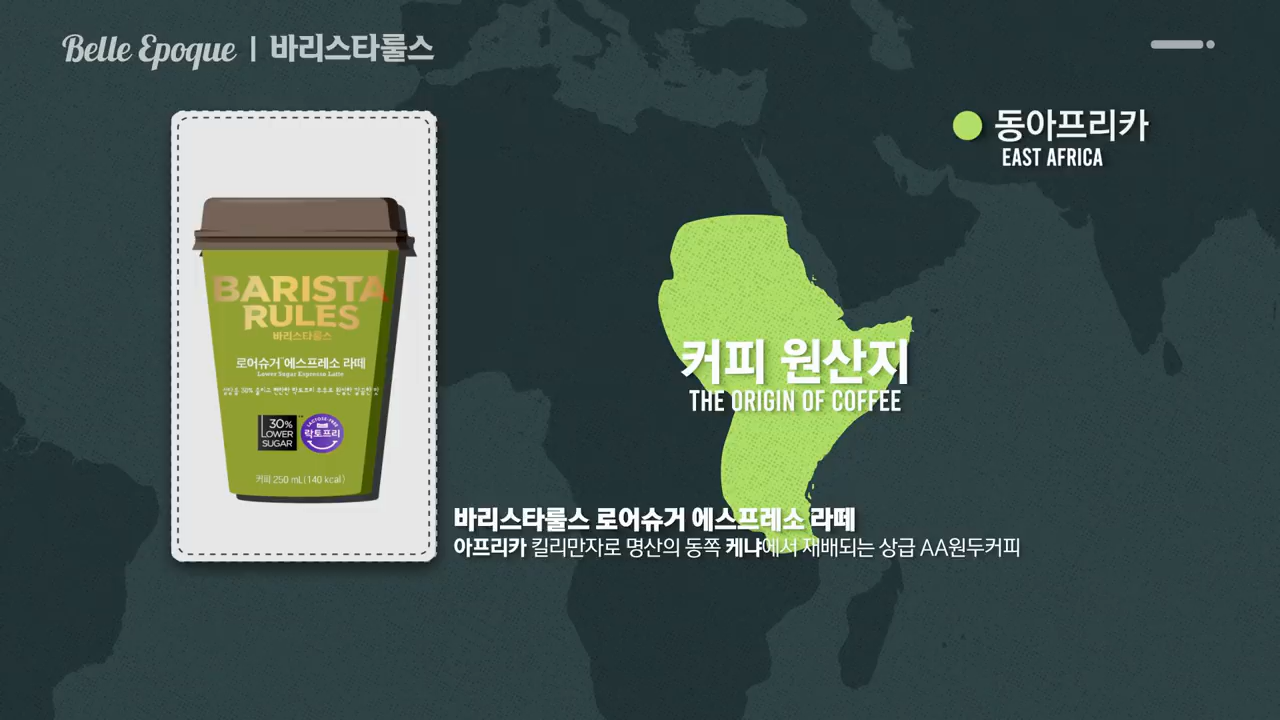 Belle Epoque | 바리스타룰스
동아프리카
EAST AFRICA
BARISTA
RULES
바리스타룰스
로어슈거 에스프레소 라떼
Lower Sugar Espresso Latte
30%
LOWER
SUGAR
LACTOSE-FREE
락토프리
커피 250 mL(140 kcal)
커피 원산지
THE ORIGIN OF COFFEE
바리스타룰스 로어슈거 에스프레소 라떼
아프리카 킬리만자로 명산의 동쪽 케냐에서 재배되는 상급 AA원두커피